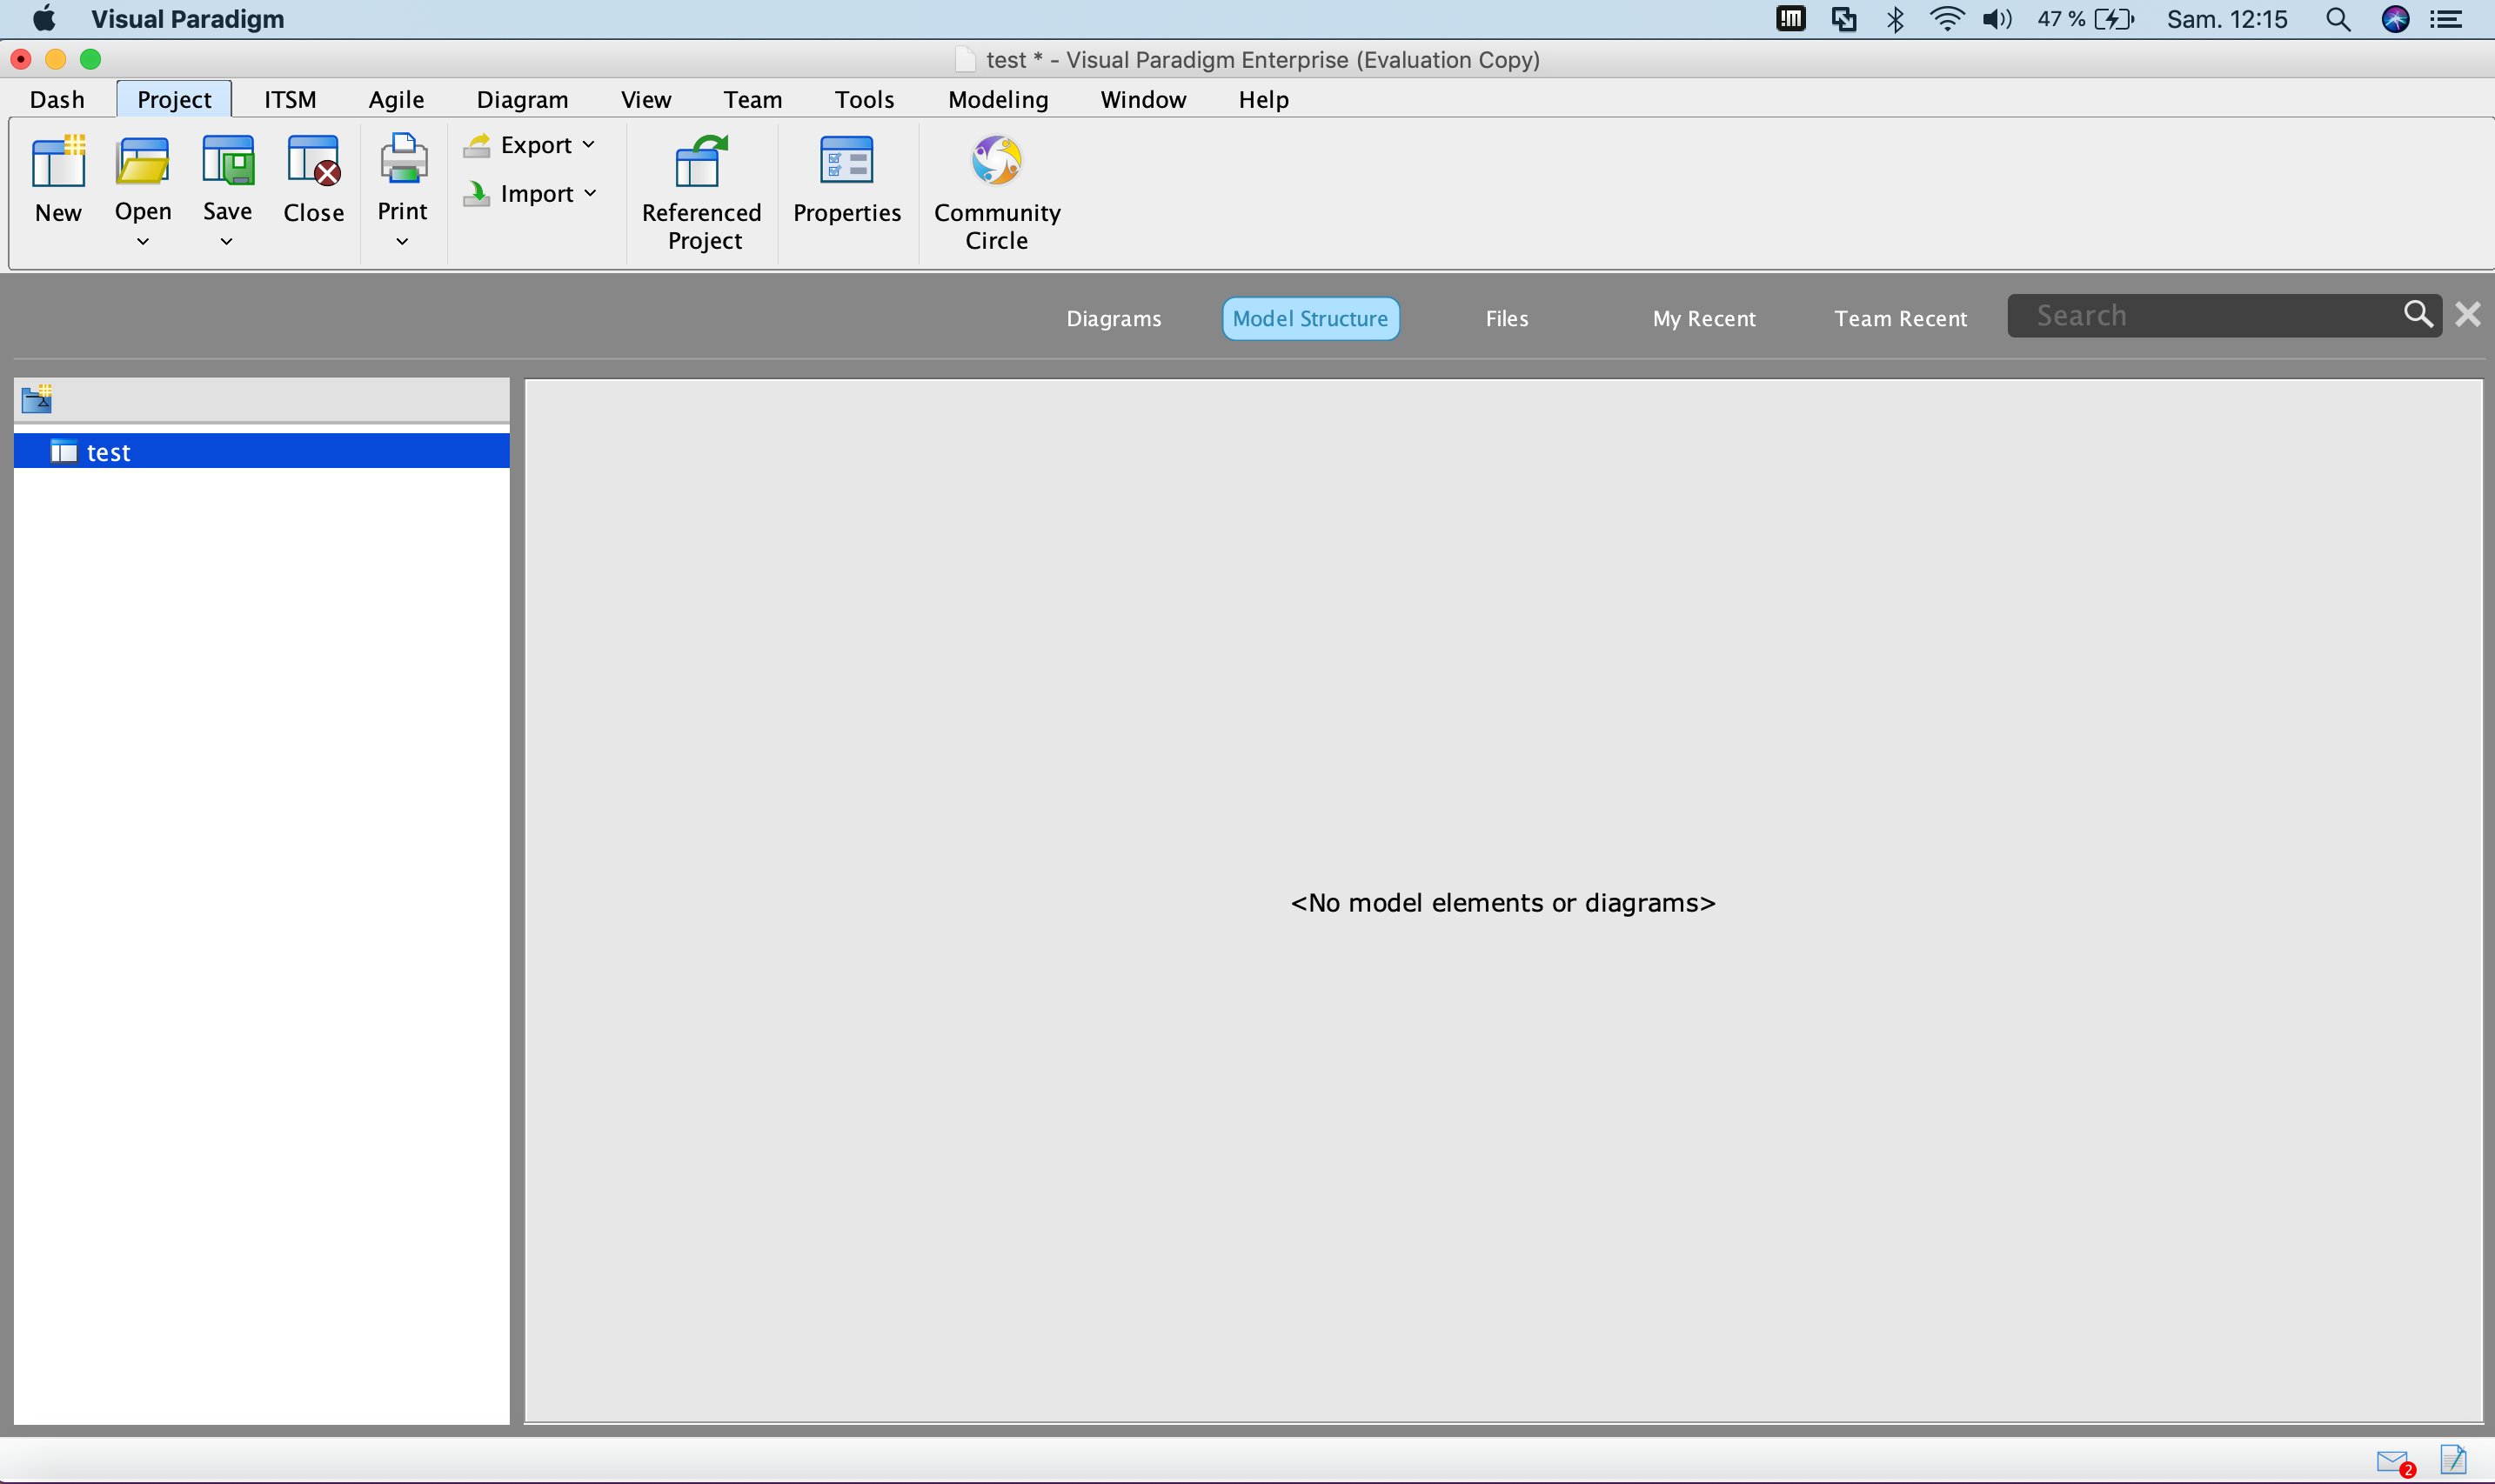 Visual Paradigm 47 % Sam. 12:15
test * - Visual Paradigm Enterprise (Evaluation Copy)
Dash Project ITSM Agile Diagram View Team Tools Modeling Window Help
New Open Save Close Print
Export
Import
Referenced
Project
Properties
Community
Circle
Diagrams Model Structure Files My Recent Team Recent Search
test
<No model elements or diagrams>
2